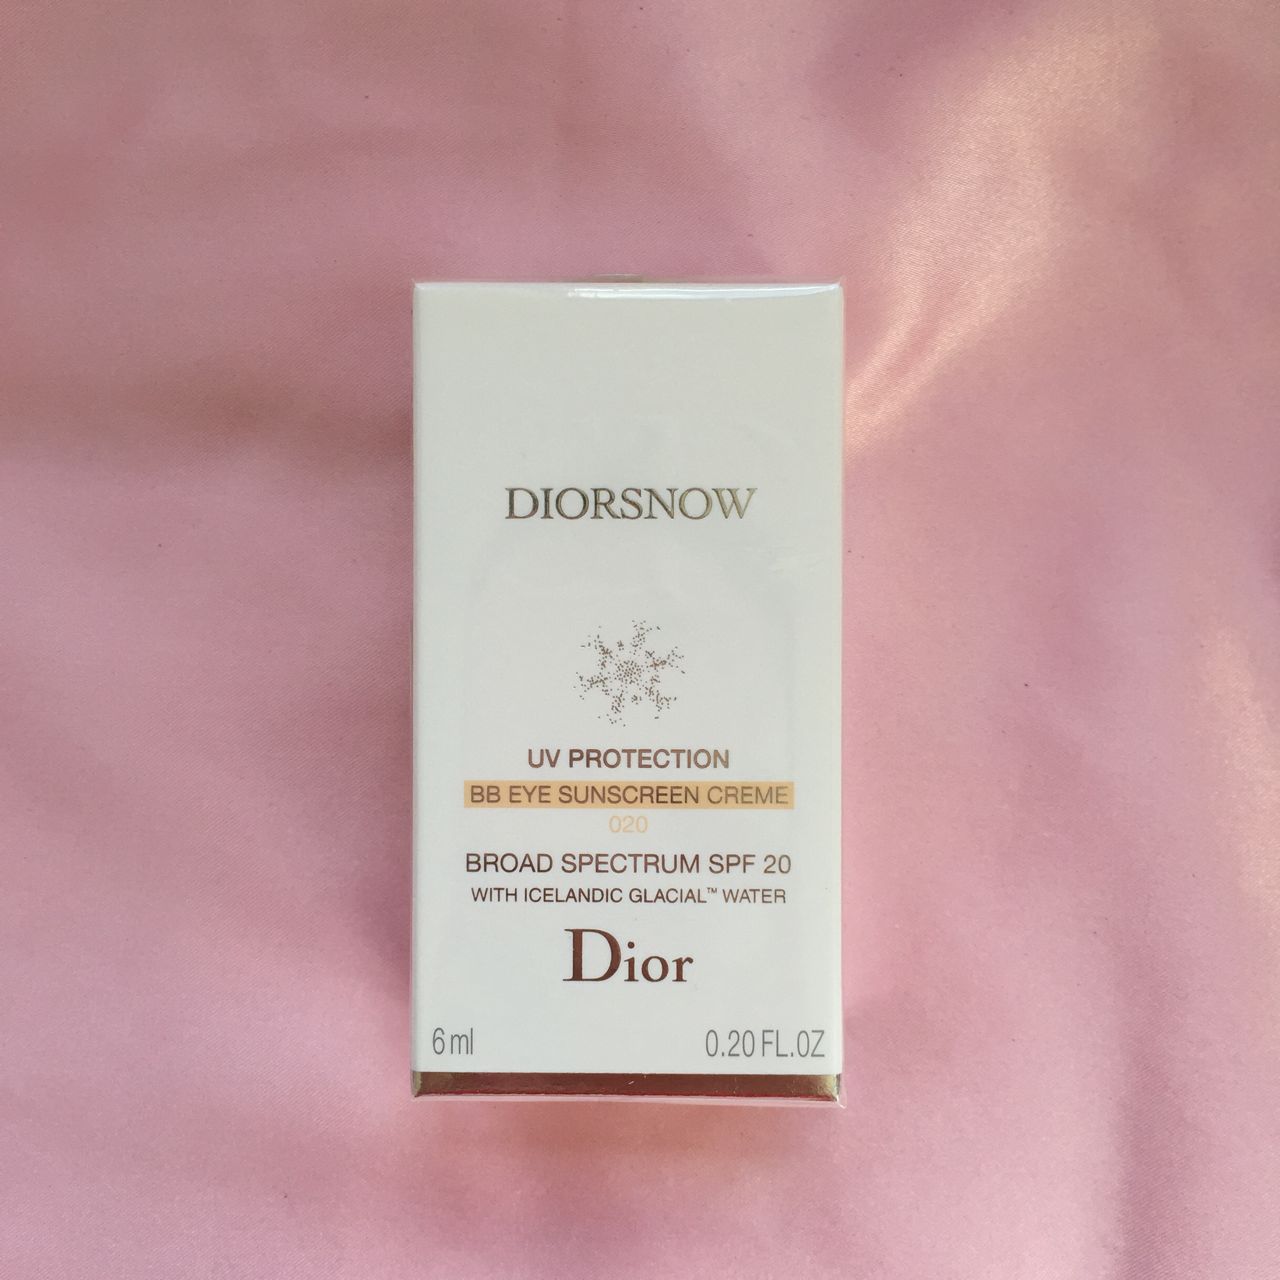 DIORSNOW
UV PROTECTION
BB EYE SUNSCREEN CREME
020
BROAD SPECTRUM SPF 20
WITH ICELANDIC GLACIAL™ WATER
Dior
6 ml 0.20 FL.OZ